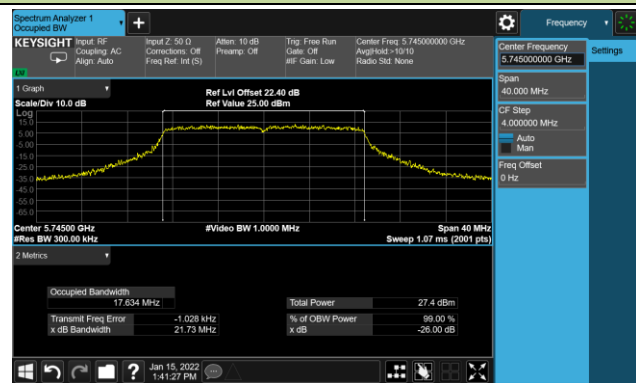 Spectrum Analyzer 1
Occupied BW
Frequency
KEYSIGHT
Input: RF
Coupling: AC
Align: Auto
Input Z: 50 Ω
Corrections: Off
Freq Ref: Int (S)
Atten: 10 dB
Preamp: Off
Trig: Free Run
Gate: Off
#IF Gain: Low
Center Freq: 5.745000000 GHz
Avg|Hold:>10/10
Radio Std: None
Center Frequency
5.745000000 GHz
Settings
Span
40.000 MHz
CF Step
4.000000 MHz
Auto
Man
Freq Offset
0 Hz
1 Graph
Scale/Div 10.0 dB
Ref Lvl Offset 22.40 dB
Ref Value 25.00 dBm
Log
15.0
5.00
-5.00
-15.0
-25.0
-35.0
-45.0
-55.0
-65.0
Center 5.74500 GHz
#Res BW 300.00 kHz
#Video BW 1.0000 MHz
Span 40 MHz
Sweep 1.07 ms (2001 pts)
2 Metrics
Occupied Bandwidth
17.634 MHz
Total Power 27.4 dBm
Transmit Freq Error -1.028 kHz
% of OBW Power 99.00 %
x dB Bandwidth 21.73 MHz
x dB -26.00 dB
?
Jan 15, 2022
1:41:27 PM